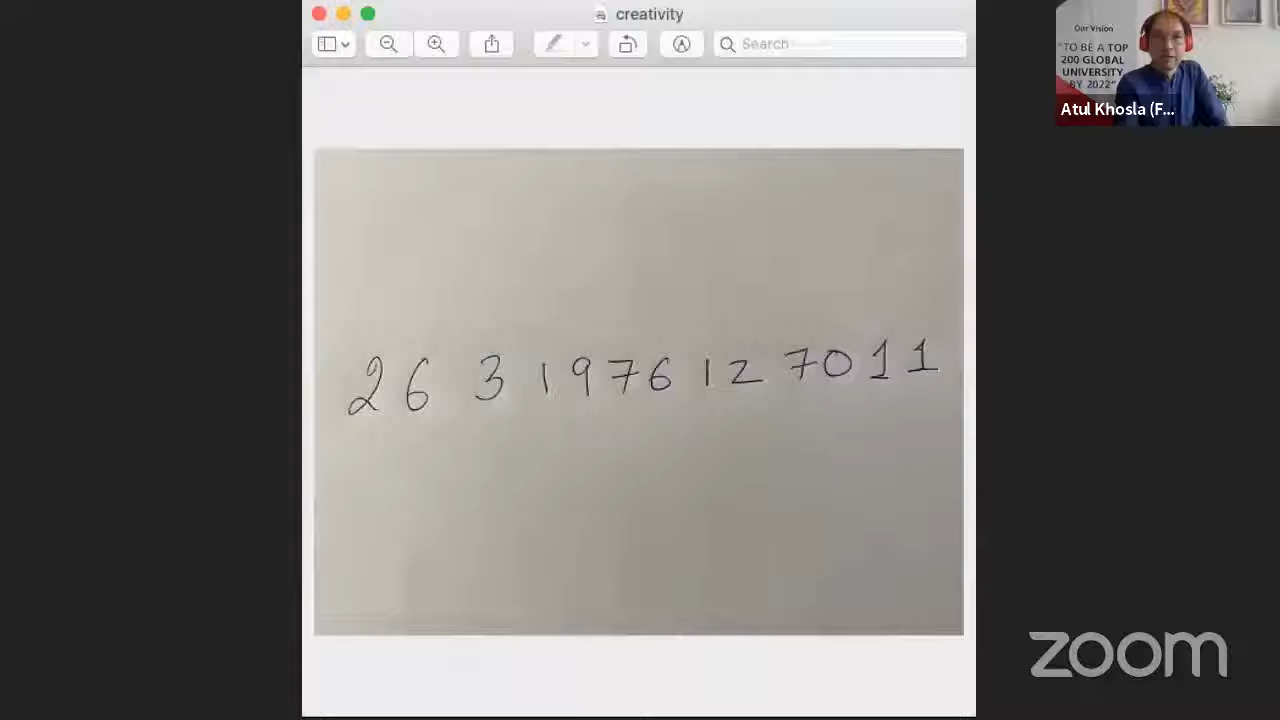 creativity
Search
Our Vision
"TO BE A TOP
200 GLOBAL
UNIVERSITY
BY 2022"
Atul Khosla (F...
26 3 1976 12 7011
zoom